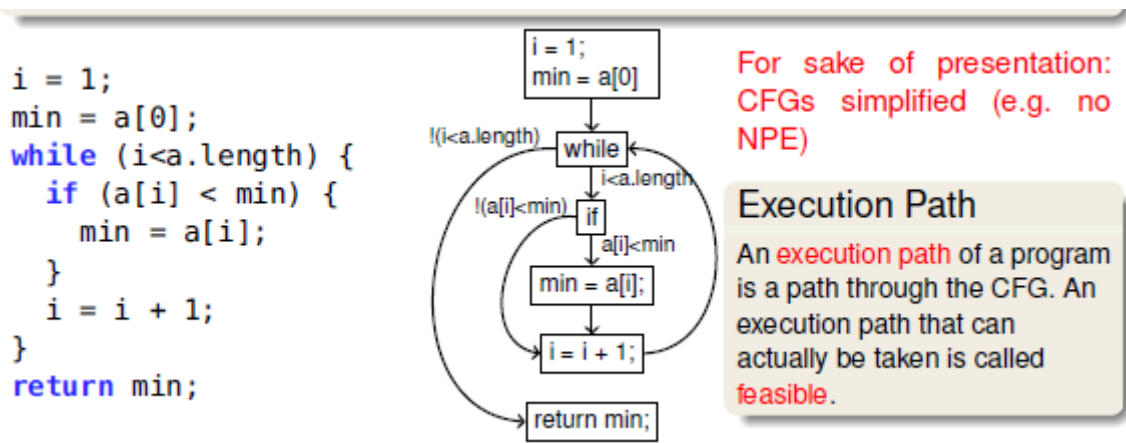 i = 1;
min = a[0];
while (i<a.length) {
if (a[i] < min) {
min = a[i];
}
i = i + 1;
}
return min;
i = 1;
min = a[0]
!(i<a.length)
while
i<a.length
!(a[i]<min)
if
a[i]<min
min = a[i];
i = i + 1;
return min;
For sake of presentation:
CFGs simplified (e.g. no
NPE)
Execution Path
An execution path of a program
is a path through the CFG. An
execution path that can
actually be taken is called
feasible.